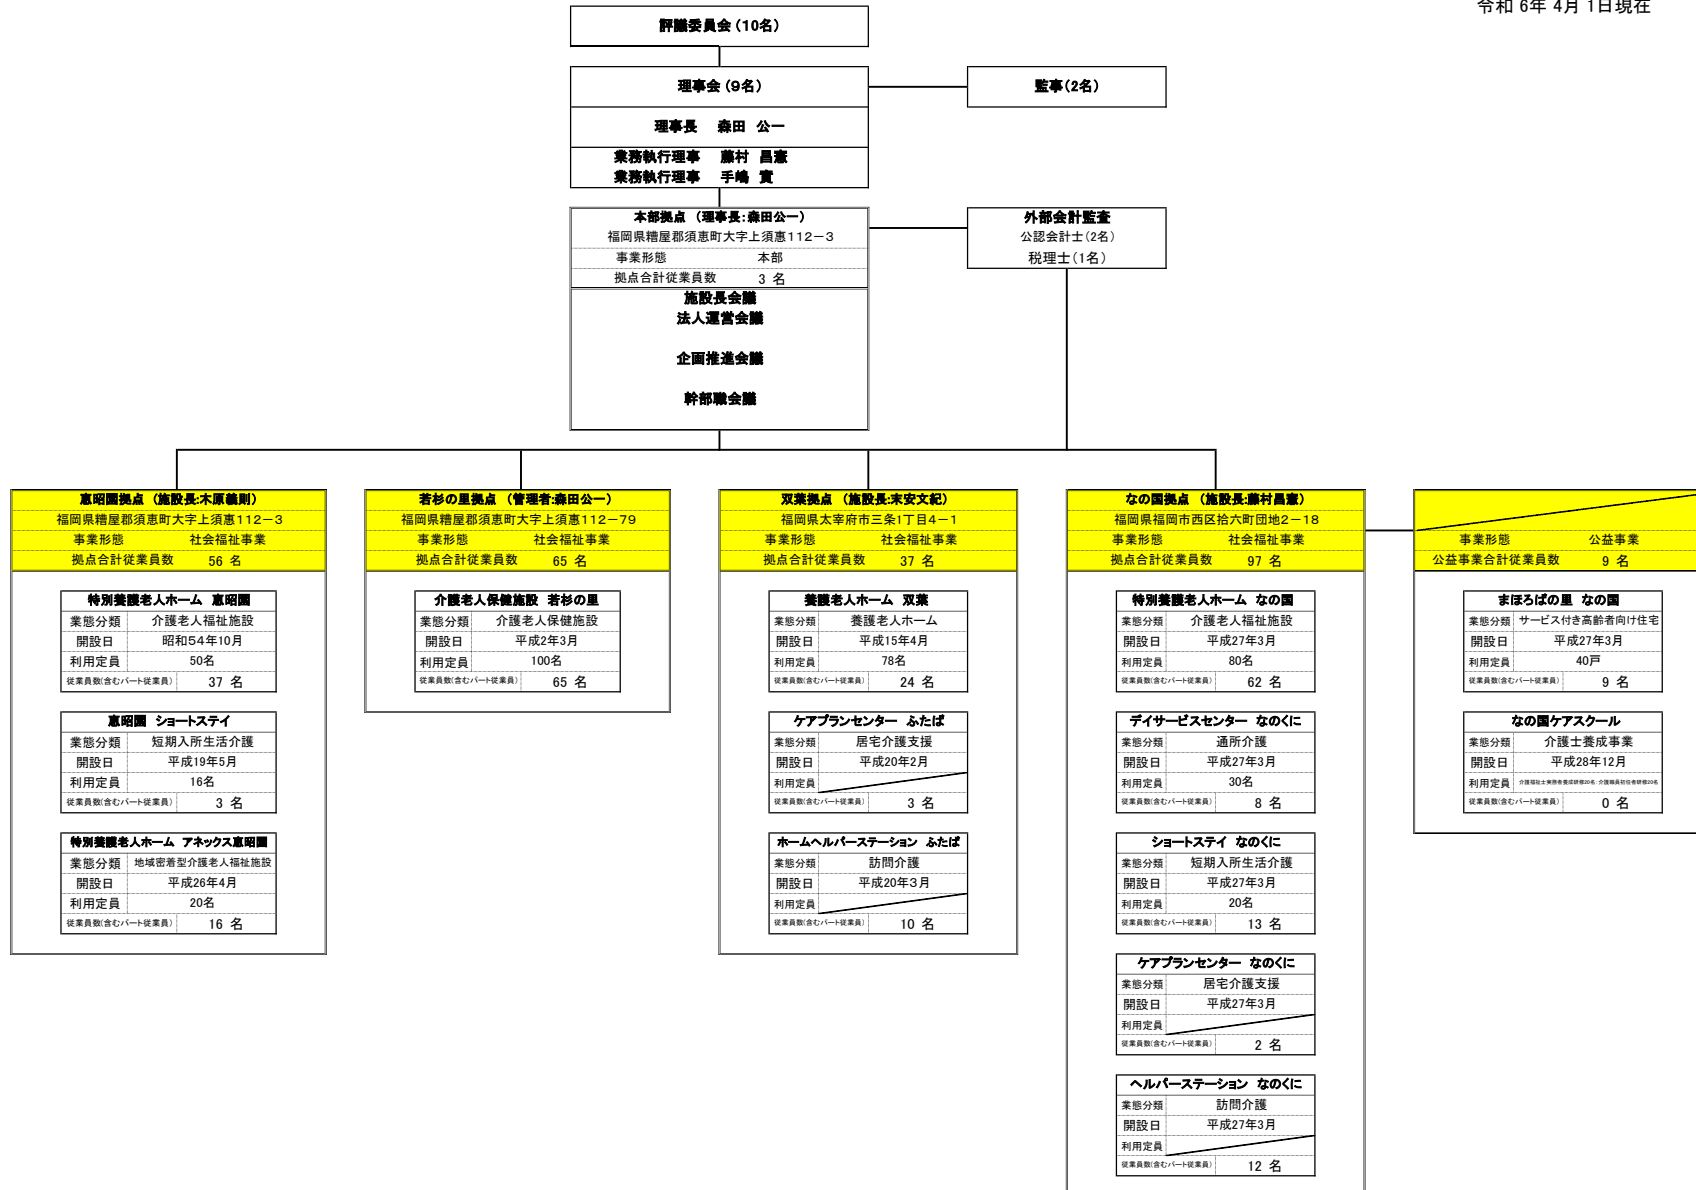 令和 6年 4月 1日現在
評議委員会(10名)
理事会(9名)
監事(2名)
理事長 森田 公一
業務執行理事 藤村 昌憲
業務執行理事 手嶋 實
本部拠点 (理事長:森田公一)
福岡県糟屋郡須恵町大字上須惠112-3
事業形態 本部
拠点合計従業員数 3 名
外部会計監査
公認会計士(2名)
税理士(1名)
施設長会議
法人運営会議
企画推進会議
幹部職会議
恵昭園拠点 (施設長:木原義則)
福岡県糟屋郡須恵町大字上須惠112-3
事業形態 社会福祉事業
拠点合計従業員数 56 名
特別養護老人ホーム 恵昭園
業態分類 介護老人福祉施設
開設日 昭和54年10月
利用定員 50名
従業員数(含むパート従業員) 37 名
恵昭園 ショートステイ
業態分類 短期入所生活介護
開設日 平成19年5月
利用定員 16名
従業員数(含むパート従業員) 3 名
特別養護老人ホーム アネックス恵昭園
業態分類 地域密着型介護老人福祉施設
開設日 平成26年4月
利用定員 20名
従業員数(含むパート従業員) 16 名
若杉の里拠点 (管理者:森田公一)
福岡県糟屋郡須恵町大字上須惠112-79
事業形態 社会福祉事業
拠点合計従業員数 65 名
介護老人保健施設 若杉の里
業態分類 介護老人保健施設
開設日 平成2年3月
利用定員 100名
従業員数(含むパート従業員) 65 名
双葉拠点 (施設長:末安文紀)
福岡県太宰府市三条1丁目4-1
事業形態 社会福祉事業
拠点合計従業員数 37 名
養護老人ホーム 双葉
業態分類 養護老人ホーム
開設日 平成15年4月
利用定員 78名
従業員数(含むパート従業員) 24 名
ケアプランセンター ふたば
業態分類 居宅介護支援
開設日 平成20年2月
利用定員
従業員数(含むパート従業員) 3 名
ホームヘルパーステーション ふたば
業態分類 訪問介護
開設日 平成20年3月
利用定員
従業員数(含むパート従業員) 10 名
なの国拠点 (施設長:藤村昌憲)
福岡県福岡市西区拾六町団地2-18
事業形態 社会福祉事業
拠点合計従業員数 97 名
特別養護老人ホーム なの国
業態分類 介護老人福祉施設
開設日 平成27年3月
利用定員 80名
従業員数(含むパート従業員) 62 名
デイサービスセンター なのくに
業態分類 通所介護
開設日 平成27年3月
利用定員 30名
従業員数(含むパート従業員) 8 名
ショートステイ なのくに
業態分類 短期入所生活介護
開設日 平成27年3月
利用定員 20名
従業員数(含むパート従業員) 13 名
ケアプランセンター なのくに
業態分類 居宅介護支援
開設日 平成27年3月
利用定員
従業員数(含むパート従業員) 2 名
ヘルパーステーション なのくに
業態分類 訪問介護
開設日 平成27年3月
利用定員
従業員数(含むパート従業員) 12 名
事業形態 公益事業
公益事業合計従業員数 9 名
まほろばの里 なの国
業態分類 サービス付き高齢者向け住宅
開設日 平成27年3月
利用定員 40戸
従業員数(含むパート従業員) 9 名
なの国ケアスクール
業態分類 介護士養成事業
開設日 平成28年12月
利用定員 介護福祉士実務者養成研修20名・介護職員初任者研修20名
従業員数(含むパート従業員) 0 名